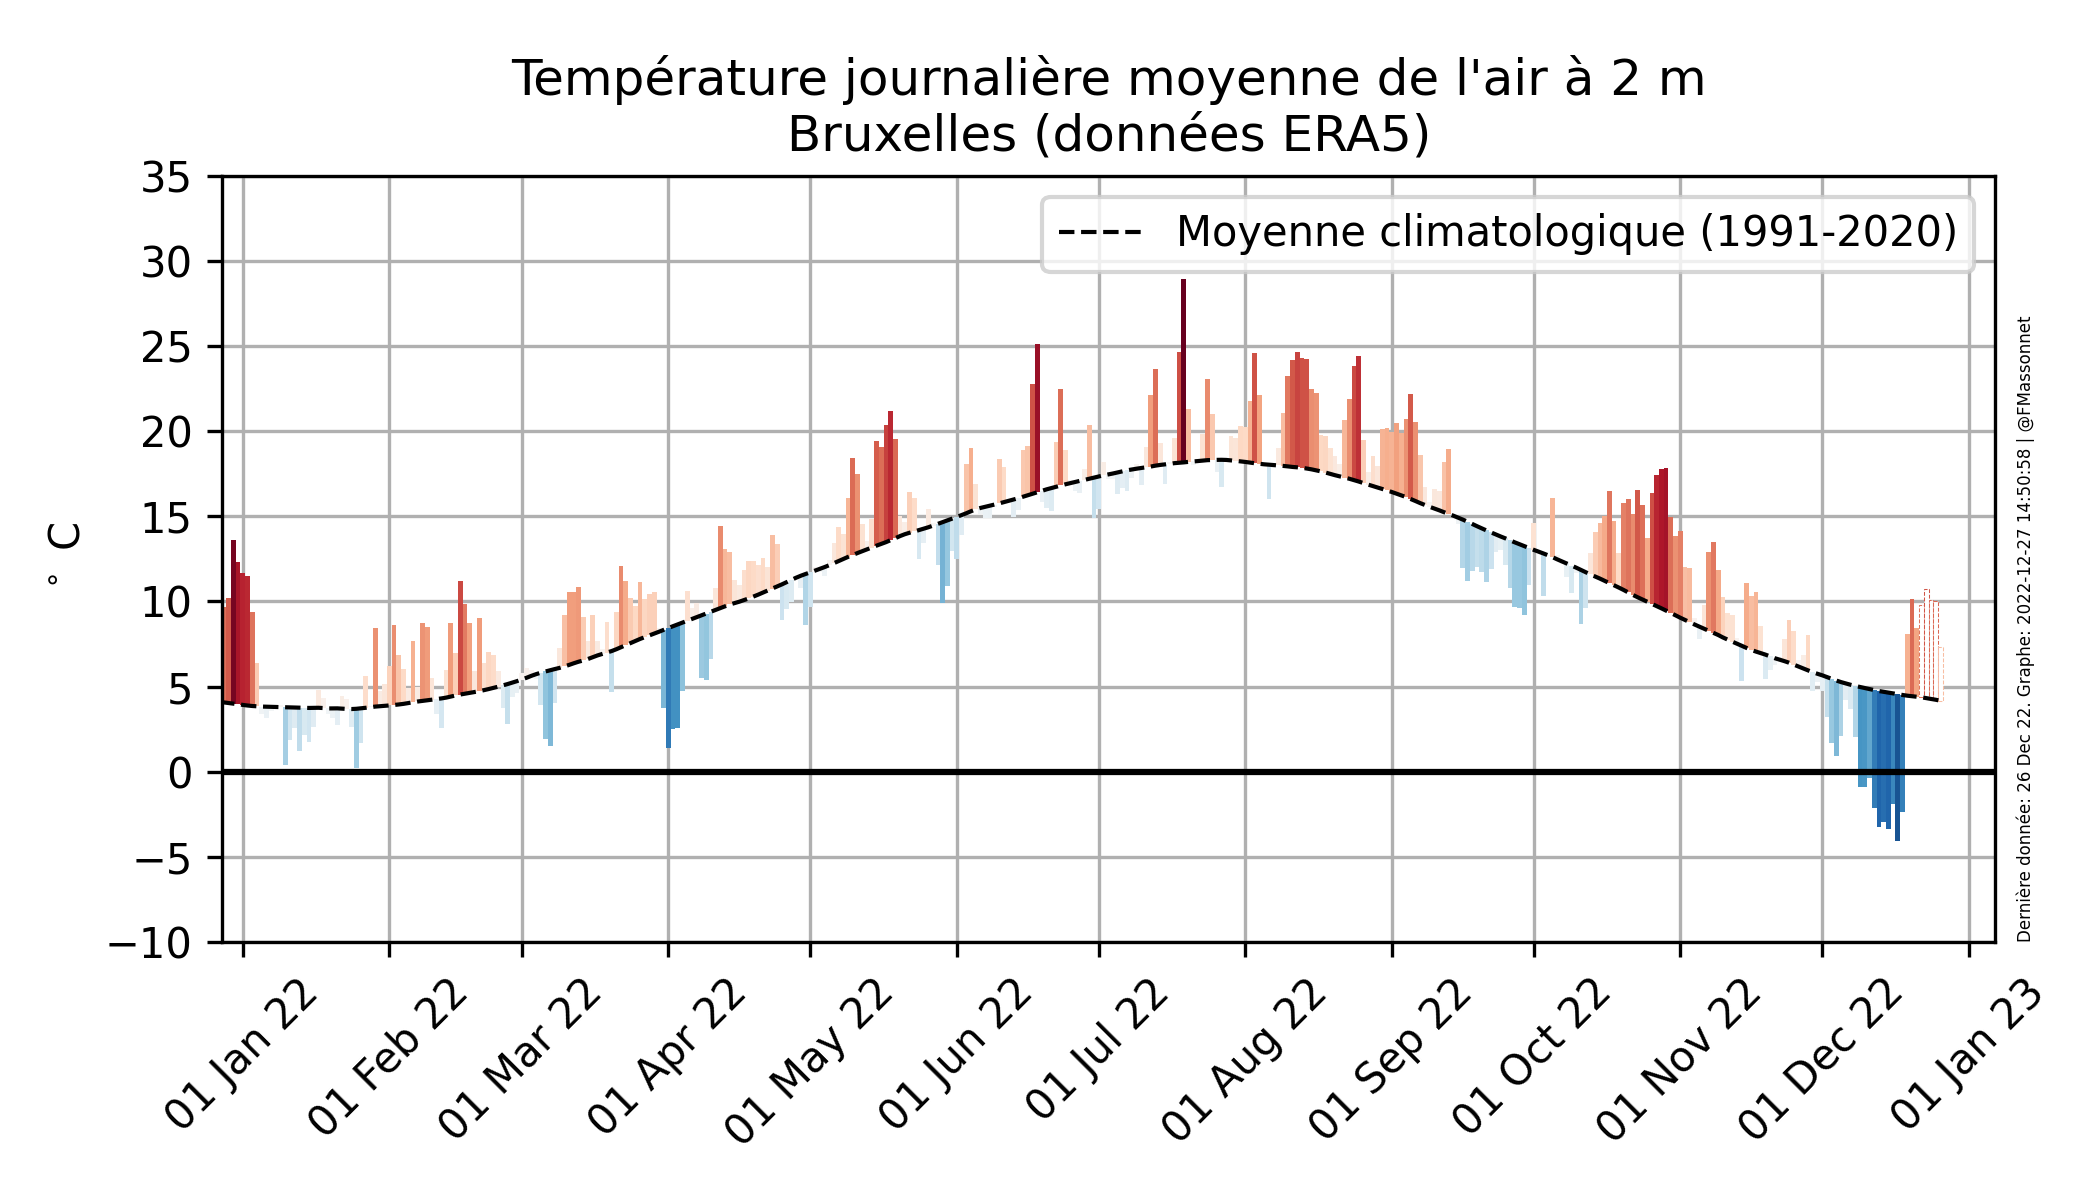 Température journalière moyenne de l'air à 2 m
Bruxelles (données ERA5)
35
30
25
20
15
10
5
0
−5
−10
° C
Moyenne climatologique (1991-2020)
01 Jan 22
01 Feb 22
01 Mar 22
01 Apr 22
01 May 22
01 Jun 22
01 Jul 22
01 Aug 22
01 Sep 22
01 Oct 22
01 Nov 22
01 Dec 22
01 Jan 23
Dernière donnée: 26 Dec 22. Graphe: 2022-12-27 14:50:58 | @FMassonnet